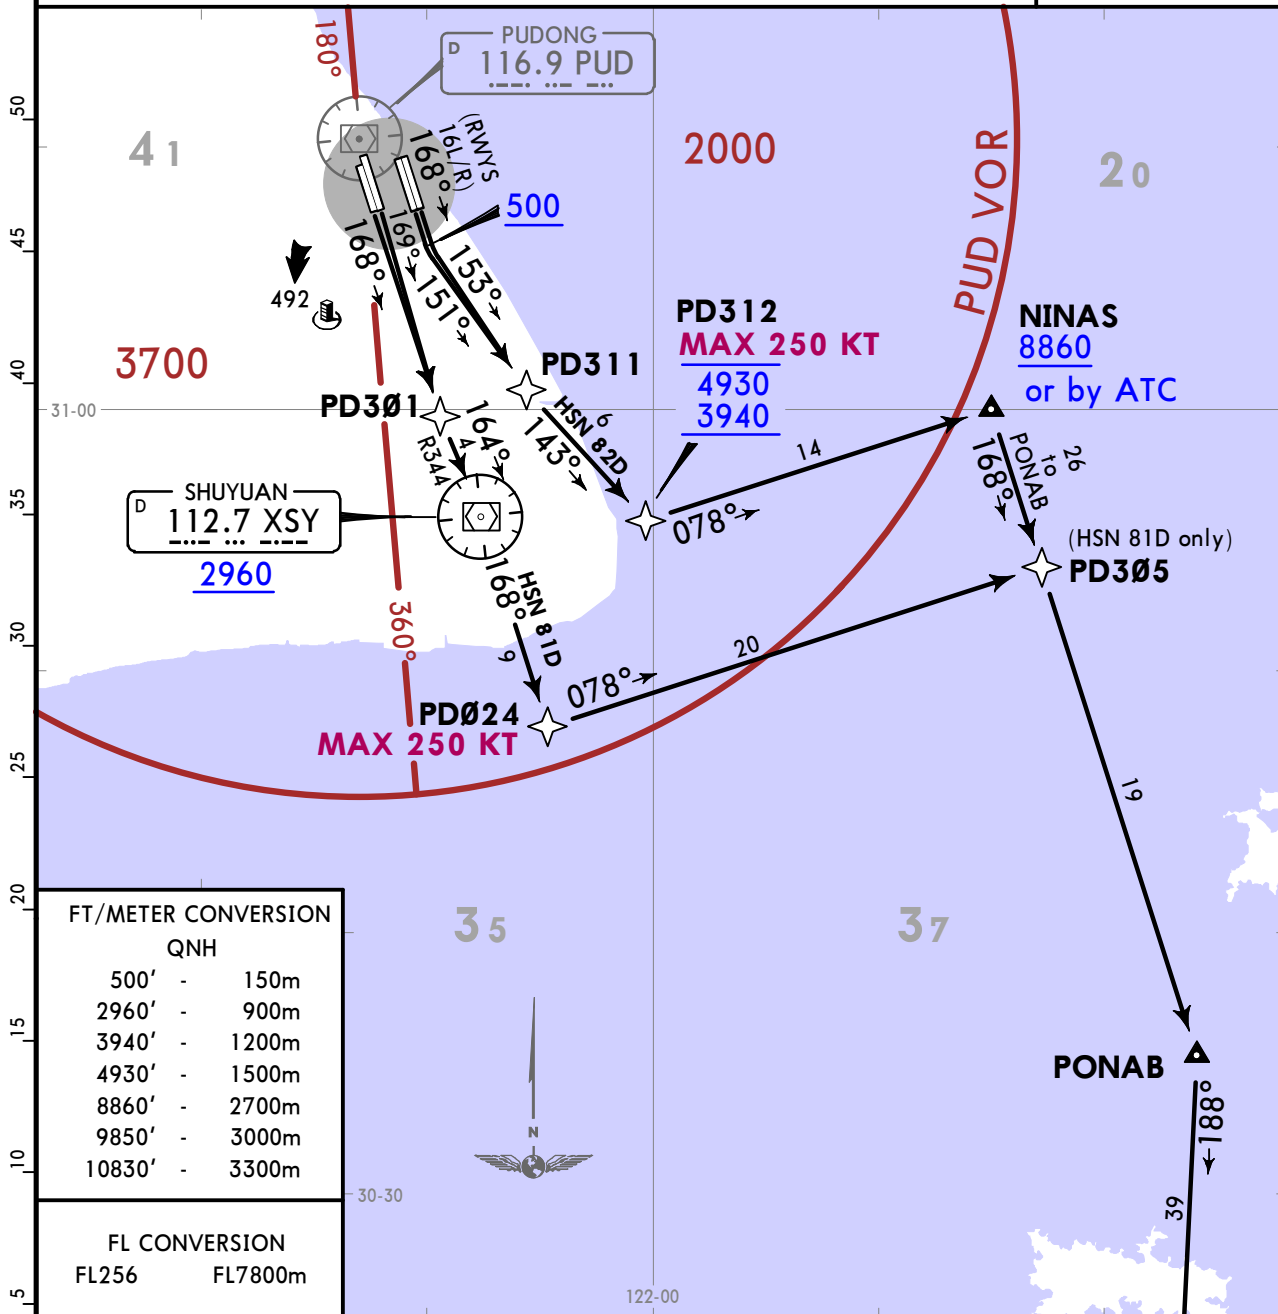 180°
PUDONG
D 116.9 PUD
50
41
(RWYS
16L/R)
168°
2000
20
PUD VOR
500
45
168°
169°
151°
153°
492
PD312
MAX 250 KT
4930
3940
NINAS
8860
or by ATC
3700
40
PD311
31-00
PD3Ø1
HSN 82D
6
143°
164°
4
R344
14
078°
26
to
PONAB
168°
35
SHUYUAN
D 112.7 XSY
2960
(HSN 81D only)
PD3Ø5
HSN 81D
168°
9
30
360°
20
078°
PDØ24
MAX 250 KT
25
19
20
FT/METER CONVERSION
QNH
500' - 150m
2960' - 900m
3940' - 1200m
4930' - 1500m
8860' - 2700m
9850' - 3000m
10830' - 3300m
35
37
15
PONAB
188°
N
10
30-30
39
FL CONVERSION
FL256 FL7800m
5
122-00